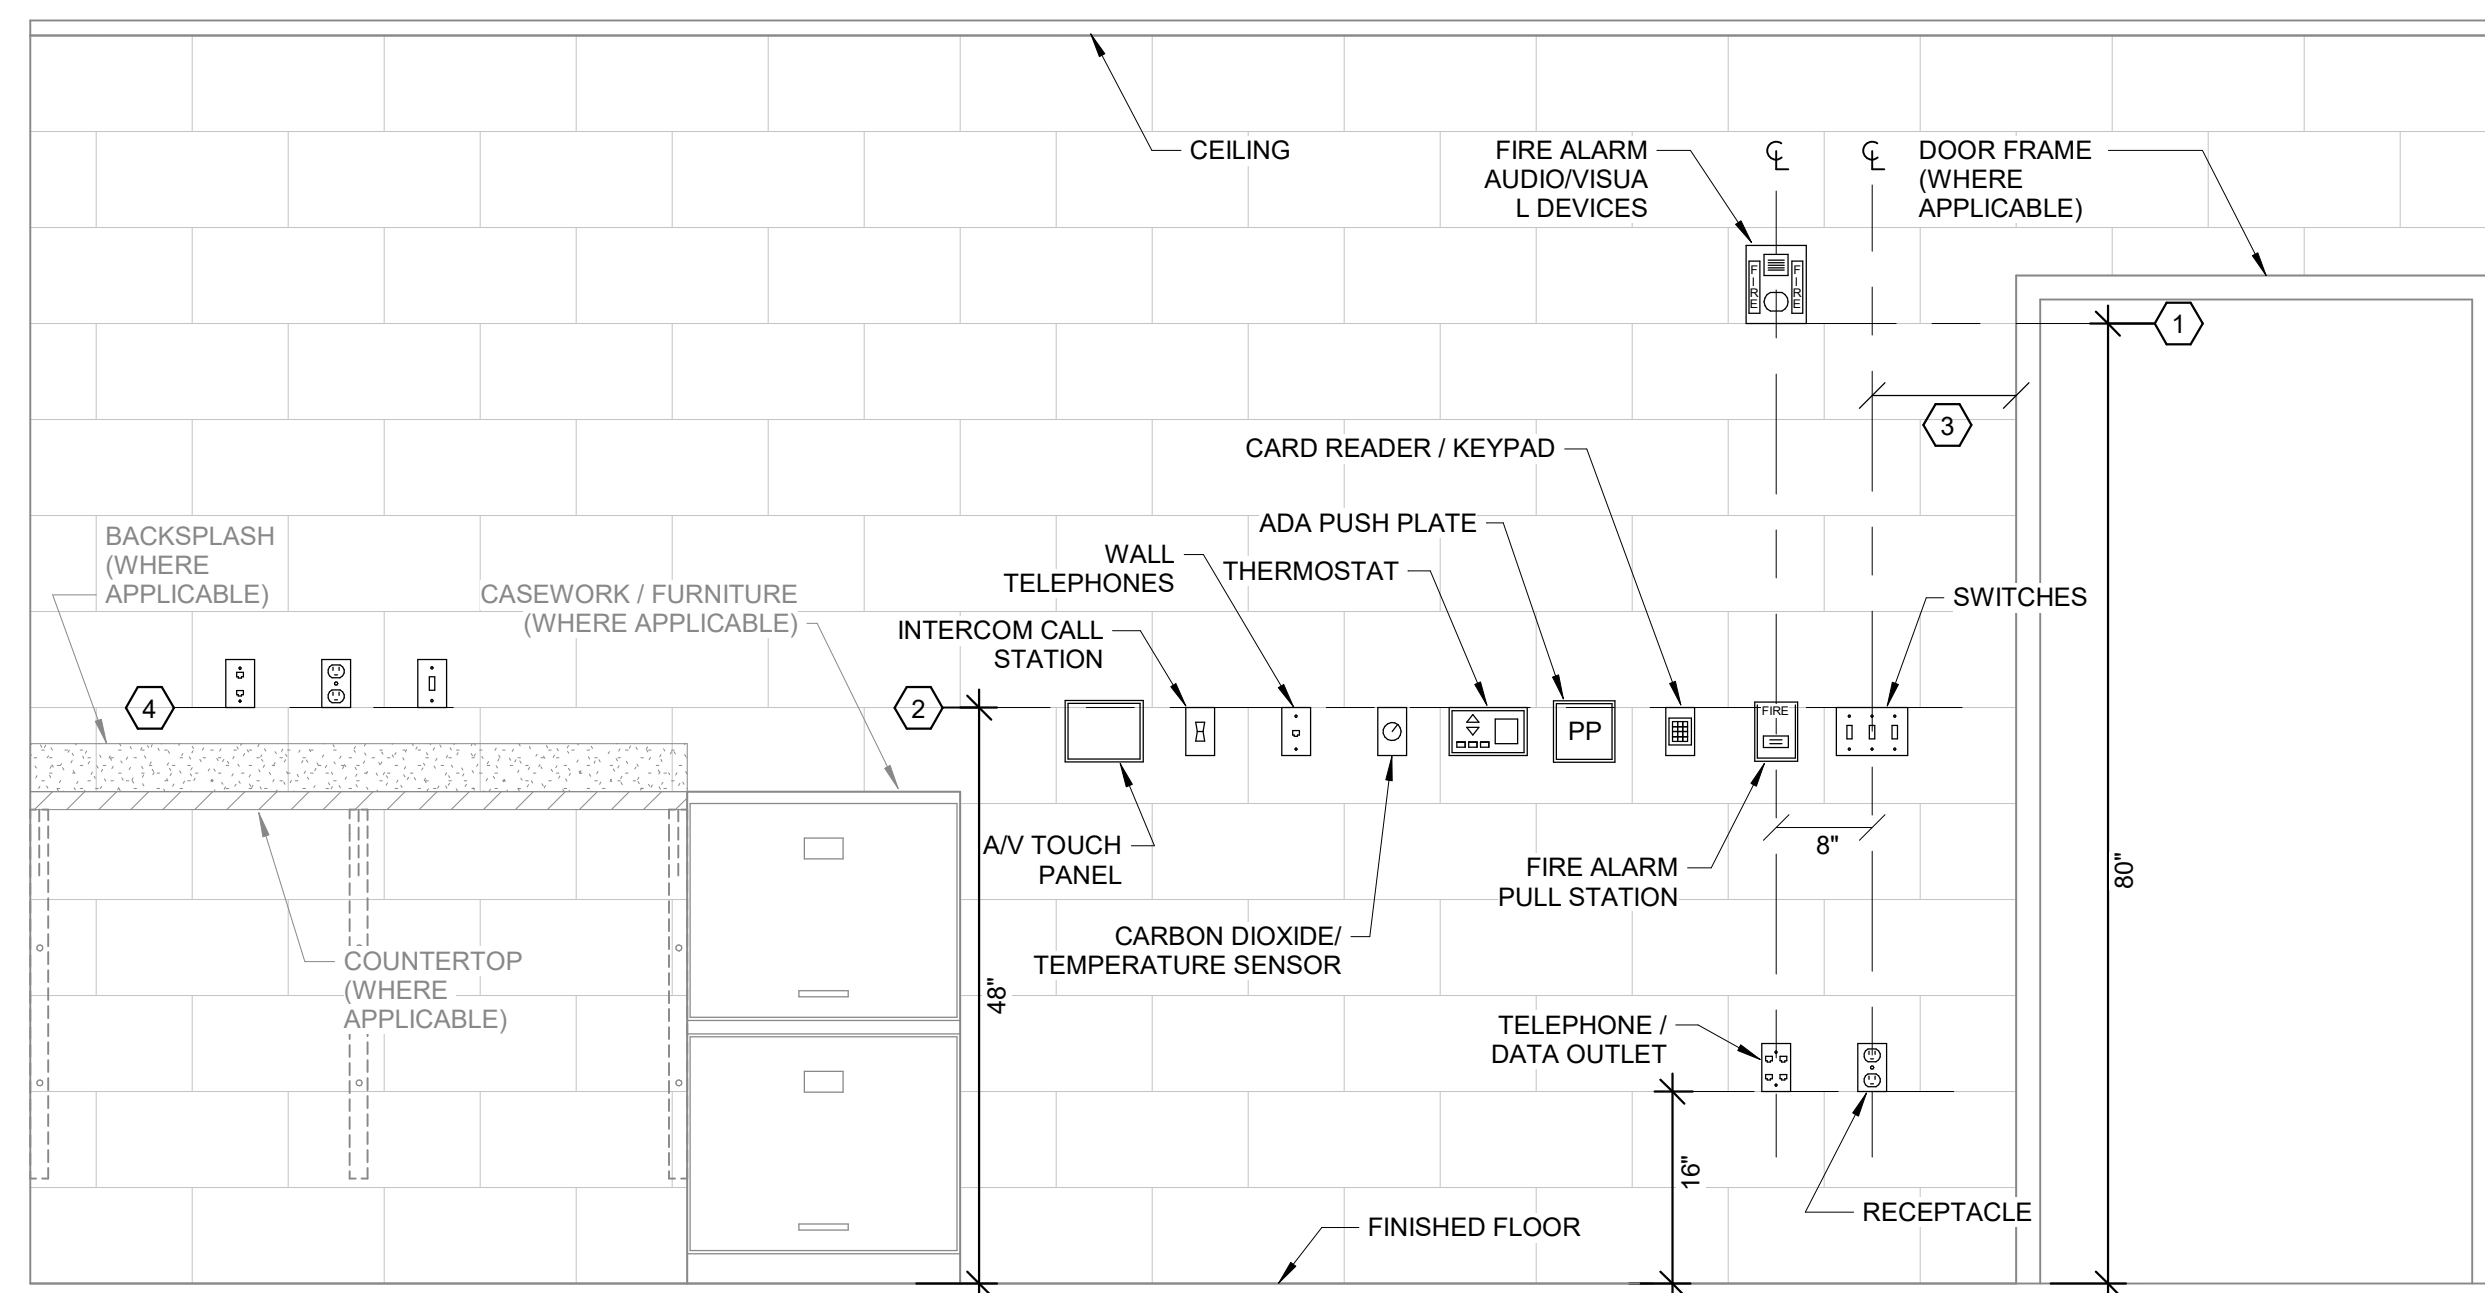 CEILING
FIRE ALARM
AUDIO/VISUA
L DEVICES
℄
℄
DOOR FRAME
(WHERE
APPLICABLE)
FIRE
FIRE
1
3
CARD READER / KEYPAD
ADA PUSH PLATE
WALL
TELEPHONES
THERMOSTAT
BACKSPLASH
(WHERE
APPLICABLE)
CASEWORK / FURNITURE
(WHERE APPLICABLE)
SWITCHES
INTERCOM CALL
STATION
4
2
FIRE
PP
A/V TOUCH
PANEL
8"
80"
FIRE ALARM
PULL STATION
CARBON DIOXIDE/
TEMPERATURE SENSOR
COUNTERTOP
(WHERE
APPLICABLE)
48"
TELEPHONE /
DATA OUTLET
16"
RECEPTACLE
FINISHED FLOOR